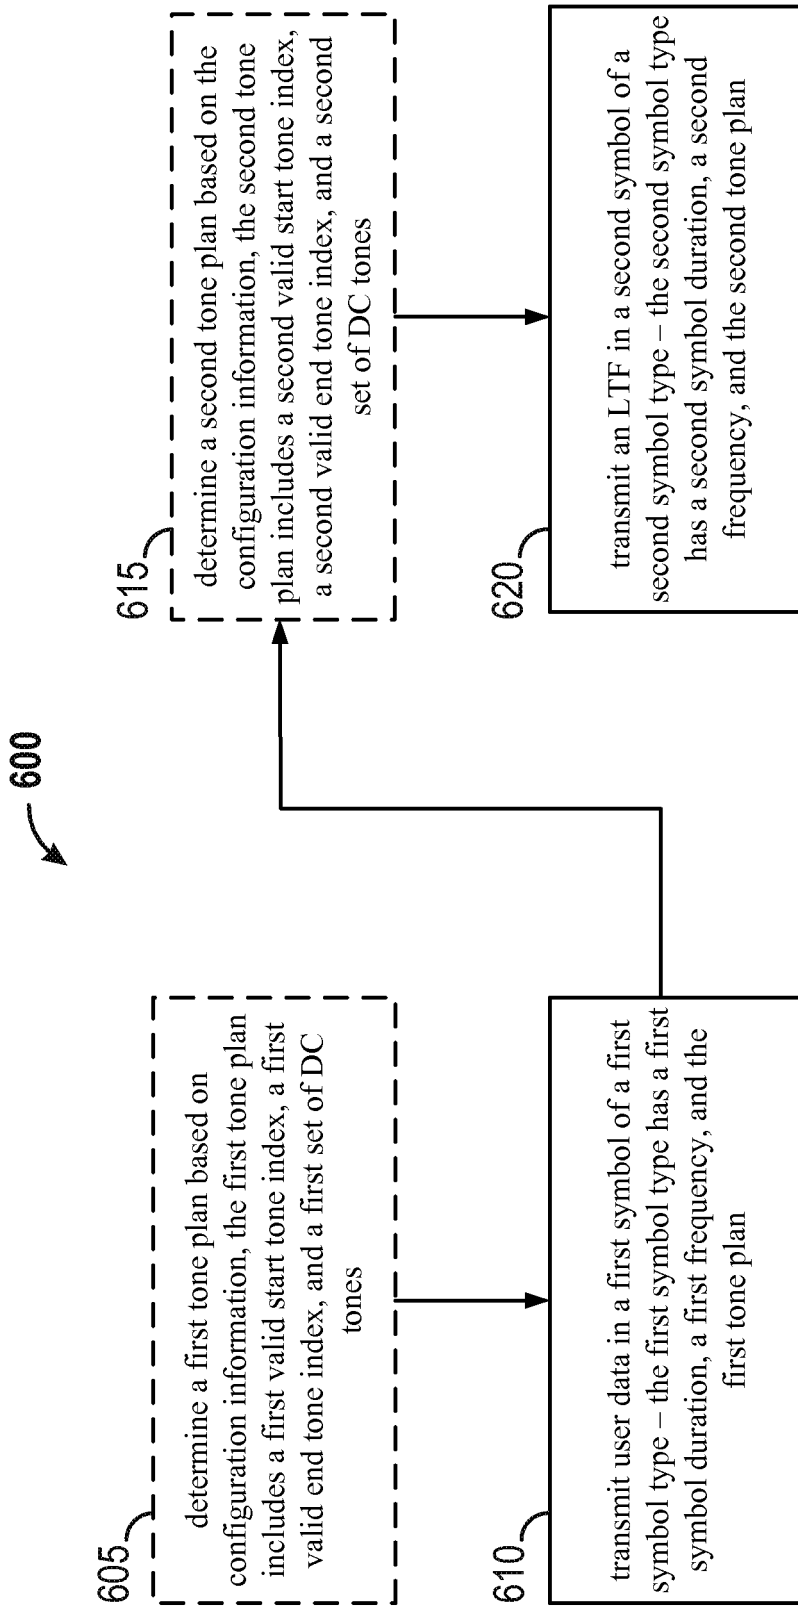 600
605
determine a first tone plan based on
configuration information, the first tone plan
includes a first valid start tone index, a first
valid end tone index, and a first set of DC
tones
610
transmit user data in a first symbol of a first
symbol type – the first symbol type has a first
symbol duration, a first frequency, and the
first tone plan
615
determine a second tone plan based on the
configuration information, the second tone
plan includes a second valid start tone index,
a second valid end tone index, and a second
set of DC tones
620
transmit an LTF in a second symbol of a
second symbol type – the second symbol type
has a second symbol duration, a second
frequency, and the second tone plan